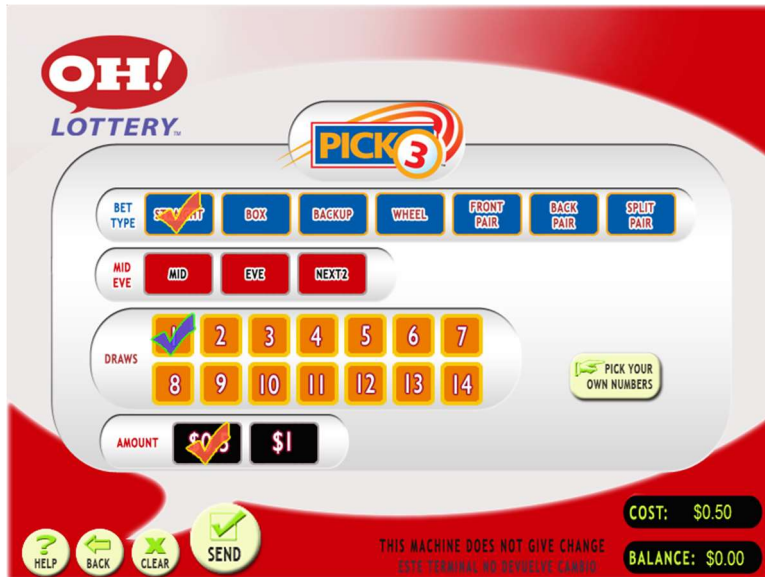 OH!
LOTTERY™
PICK 3
BET TYPE
BOX
BACKUP
WHEEL
FRONT PAIR
BACK PAIR
SPLIT PAIR
MID EVE
MID
EVE
NEXT2
DRAWS
1 2 3 4 5 6 7
8 9 10 11 12 13 14
PICK YOUR
OWN NUMBERS
AMOUNT
$1
HELP
BACK
CLEAR
SEND
THIS MACHINE DOES NOT GIVE CHANGE
ESTE TERMINAL NO DEVUELVE CAMBIO
COST: $0.50
BALANCE: $0.00